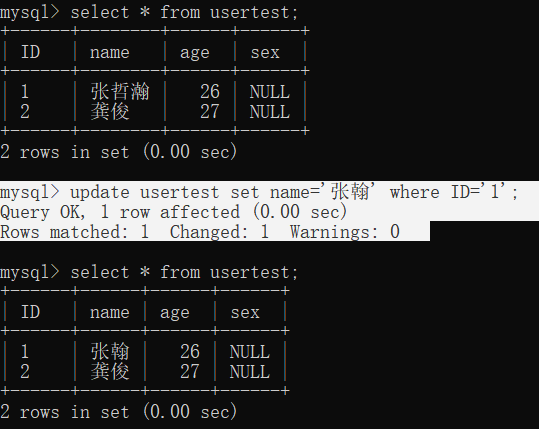 mysql> select * from usertest;
+------+--------+------+------+
| ID   | name   | age  | sex  |
+------+--------+------+------+
| 1    | 张哲瀚 |   26 | NULL |
| 2    | 龚俊   |   27 | NULL |
+------+--------+------+------+
2 rows in set (0.00 sec)
mysql> update usertest set name='张翰' where ID='1';
Query OK, 1 row affected (0.00 sec)
Rows matched: 1  Changed: 1  Warnings: 0
mysql> select * from usertest;
+------+------+------+------+
| ID   | name | age  | sex  |
+------+------+------+------+
| 1    | 张翰 |   26 | NULL |
| 2    | 龚俊 |   27 | NULL |
+------+------+------+------+
2 rows in set (0.00 sec)